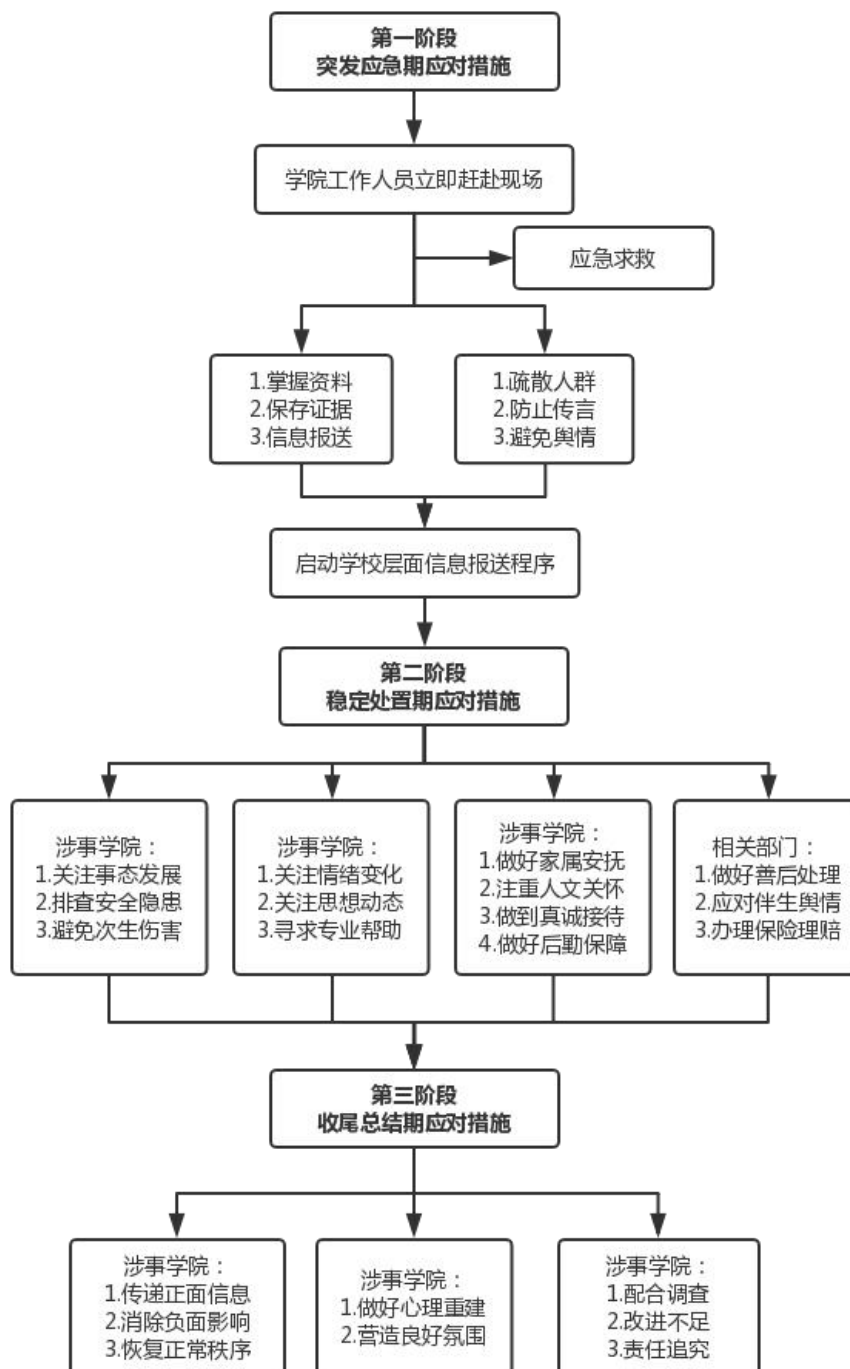 第一阶段
突发应急期应对措施
学院工作人员立即赶赴现场
应急求救
1.掌握资料
2.保存证据
3.信息报送
1.疏散人群
2.防止传言
3.避免舆情
启动学校层面信息报送程序
第二阶段
稳定处置期应对措施
涉事学院：
1.关注事态发展
2.排查安全隐患
3.避免次生伤害
涉事学院：
1.关注情绪变化
2.关注思想动态
3.寻求专业帮助
涉事学院：
1.做好家属安抚
2.注重人文关怀
3.做到真诚接待
4.做好后勤保障
相关部门：
1.做好善后处理
2.应对伴生舆情
3.办理保险理赔
第三阶段
收尾总结期应对措施
涉事学院：
1.传递正面信息
2.消除负面影响
3.恢复正常秩序
涉事学院：
1.做好心理重建
2.营造良好氛围
涉事学院：
1.配合调查
2.改进不足
3.责任追究